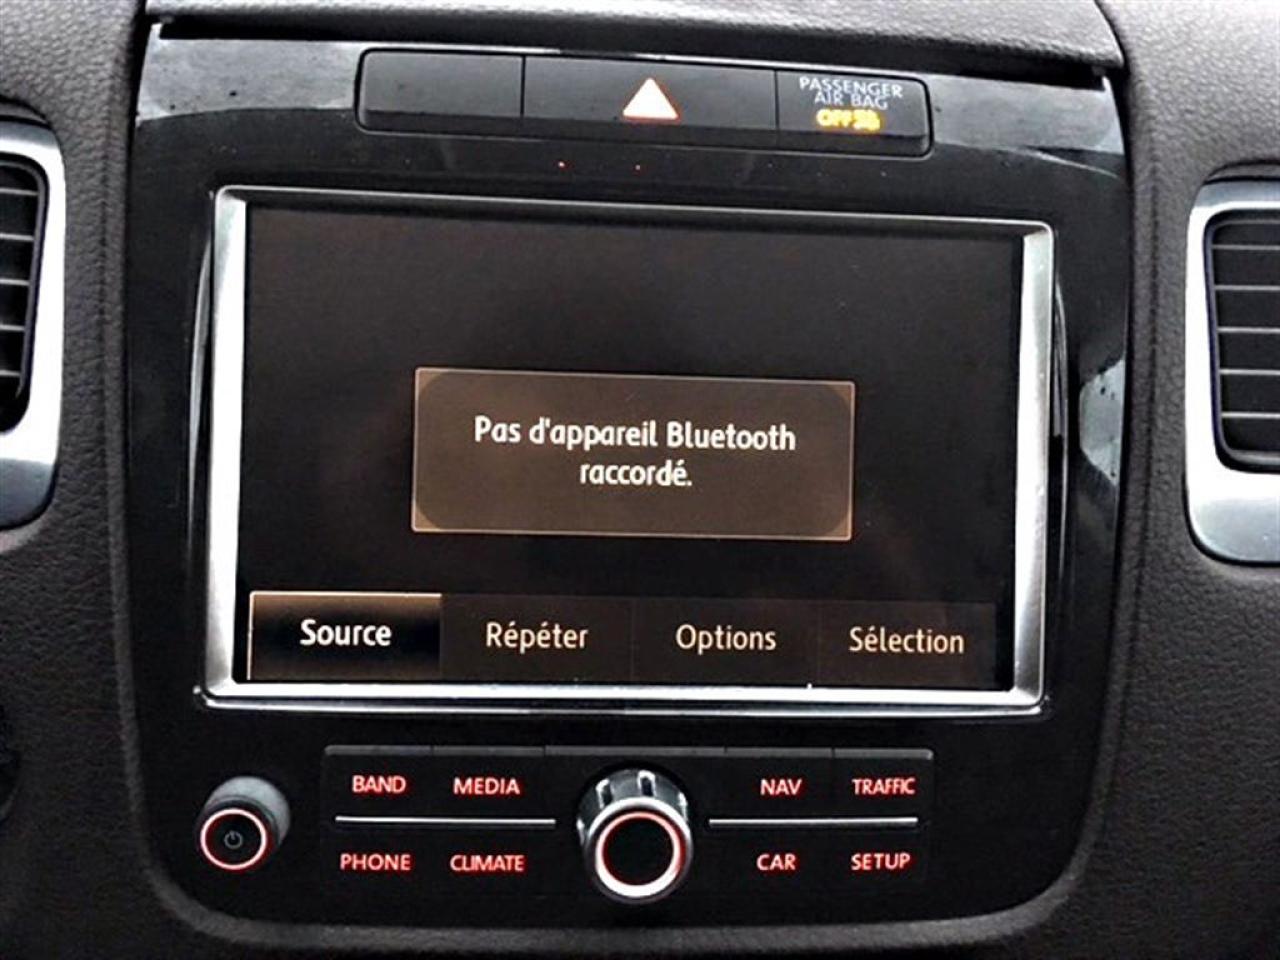 PASSENGER
AIR BAG
OFF
Pas d'appareil Bluetooth
raccordé.
Source Répéter Options Sélection
BAND MEDIA NAV TRAFFIC
PHONE CLIMATE CAR SETUP